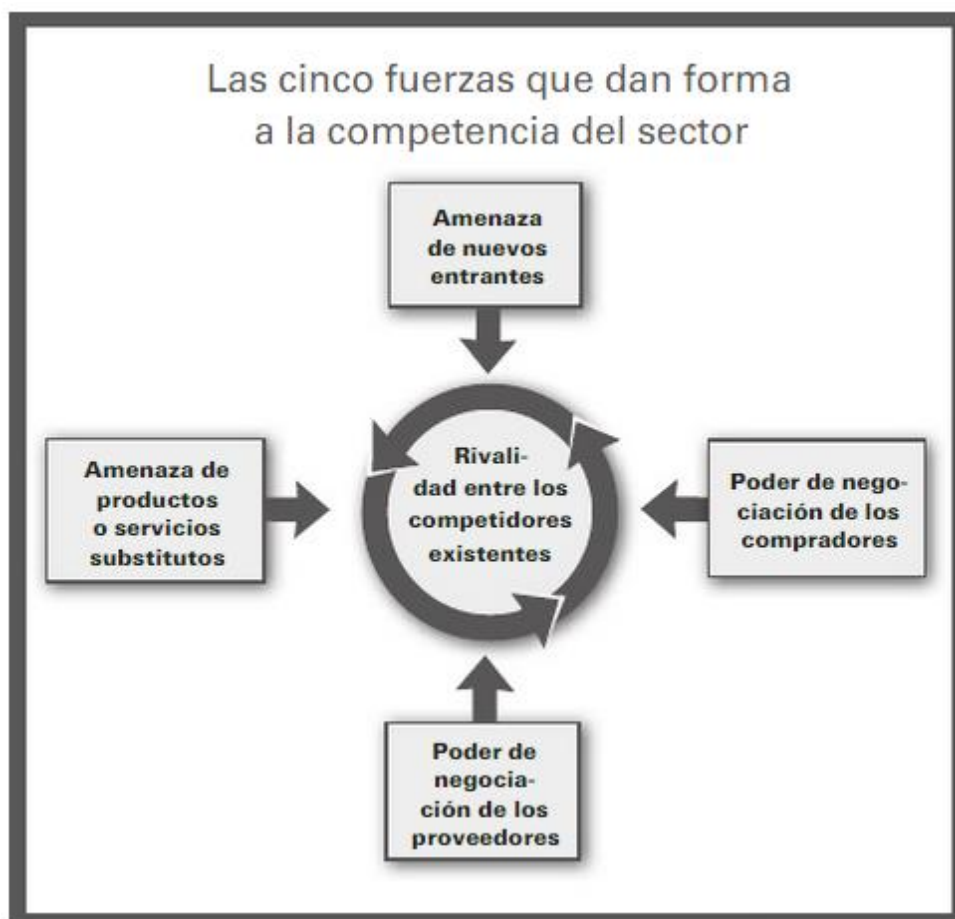 Las cinco fuerzas que dan forma
a la competencia del sector
Amenaza
de nuevos
entrantes
Amenaza de
productos
o servicios
substitutos
Rivali-
dad entre los
competidores
existentes
Poder de nego-
ciación de los
compradores
Poder de
negocia-
ción de los
proveedores